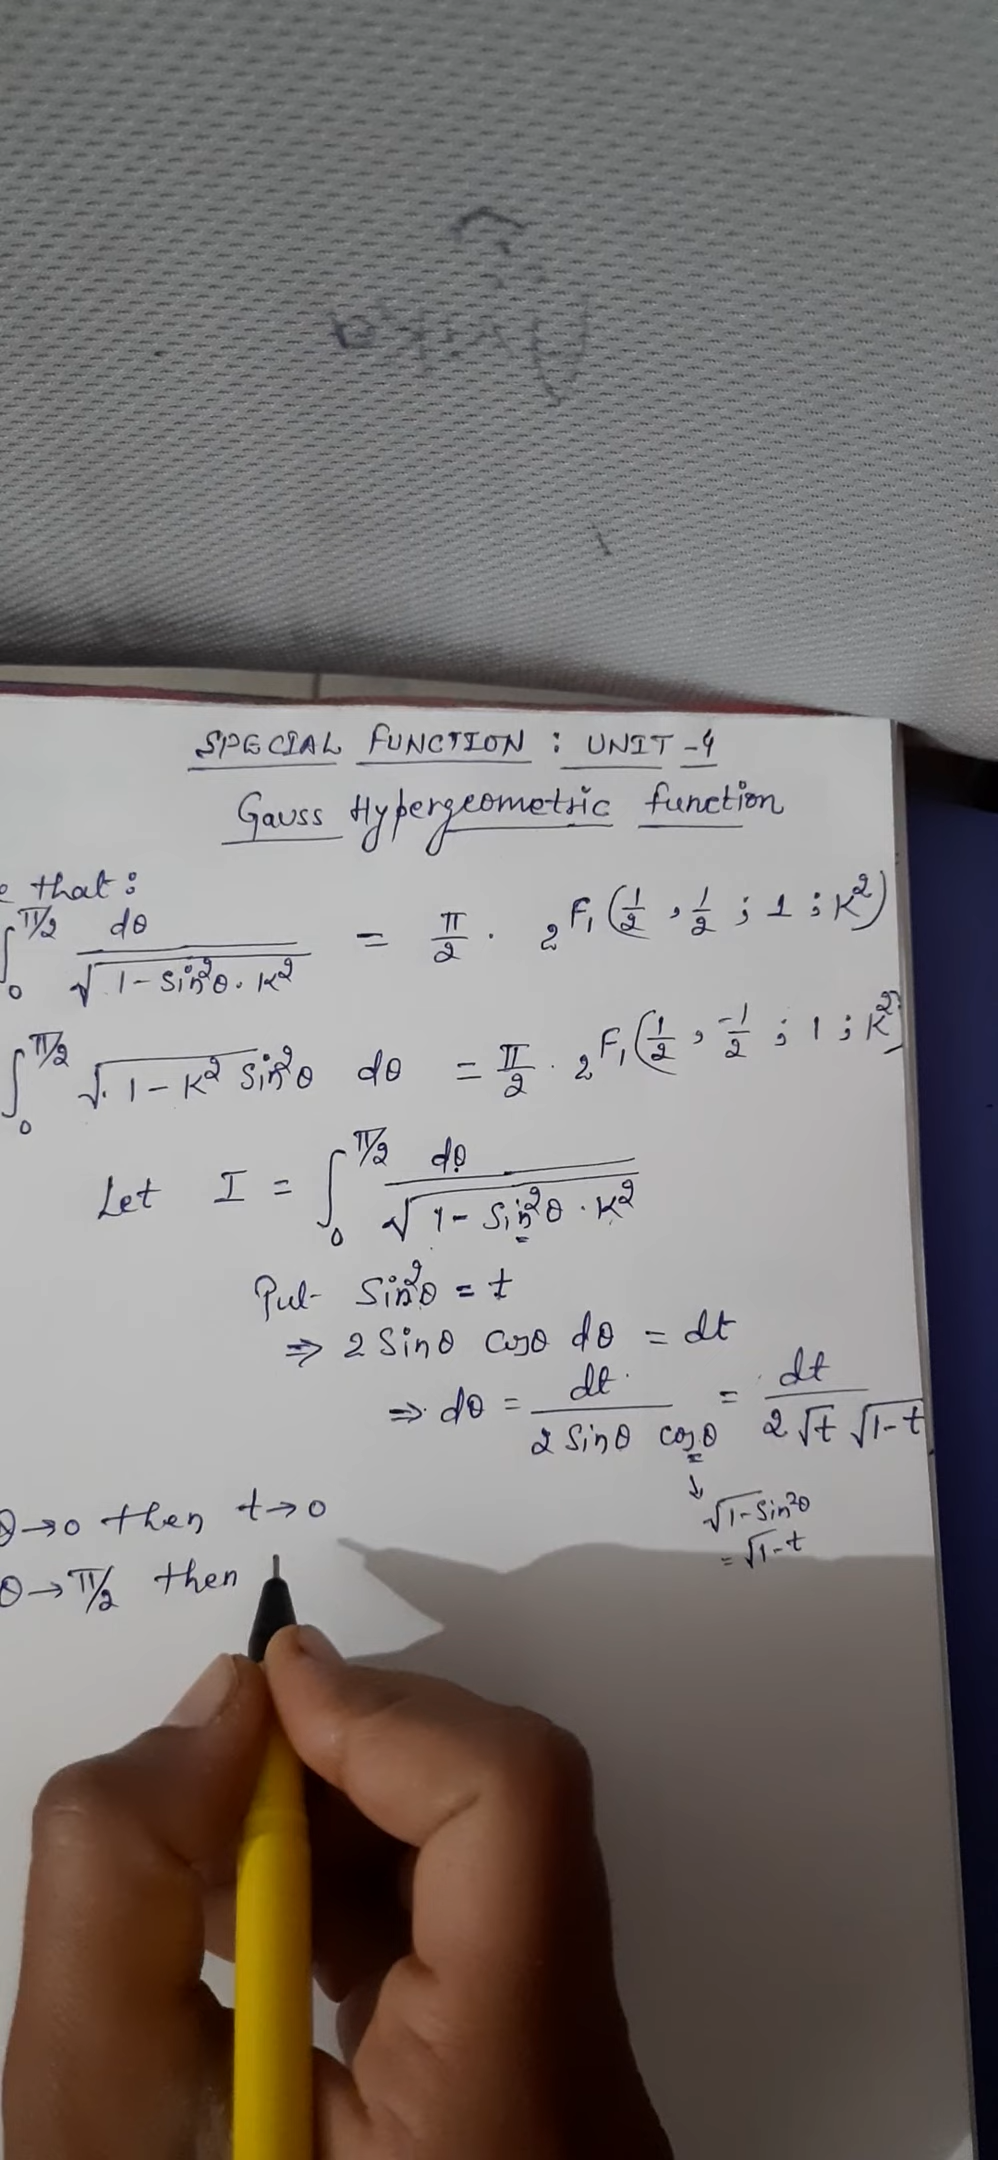 Anika
SPECIAL FUNCTION : UNIT -4
Gauss Hypergeometric function
e that :
∫₀^{π/2} dθ / √(1 - Sin²θ · K²) = π/2 · ₂F₁(1/2 , 1/2 ; 1 ; K²)
∫₀^{π/2} √(1 - K² Sin²θ) dθ = π/2 · ₂F₁(1/2 , -1/2 ; 1 ; K²)
Let I = ∫₀^{π/2} dθ / √(1 - Sin²θ · K²)
Put Sin²θ = t
⇒ 2 Sinθ cosθ dθ = dt
⇒ dθ = dt / (2 Sinθ cosθ) = dt / (2 √t √(1-t))
↓
√(1-Sin²θ)
= √(1-t)
θ→0 then t→0
θ→π/2 then